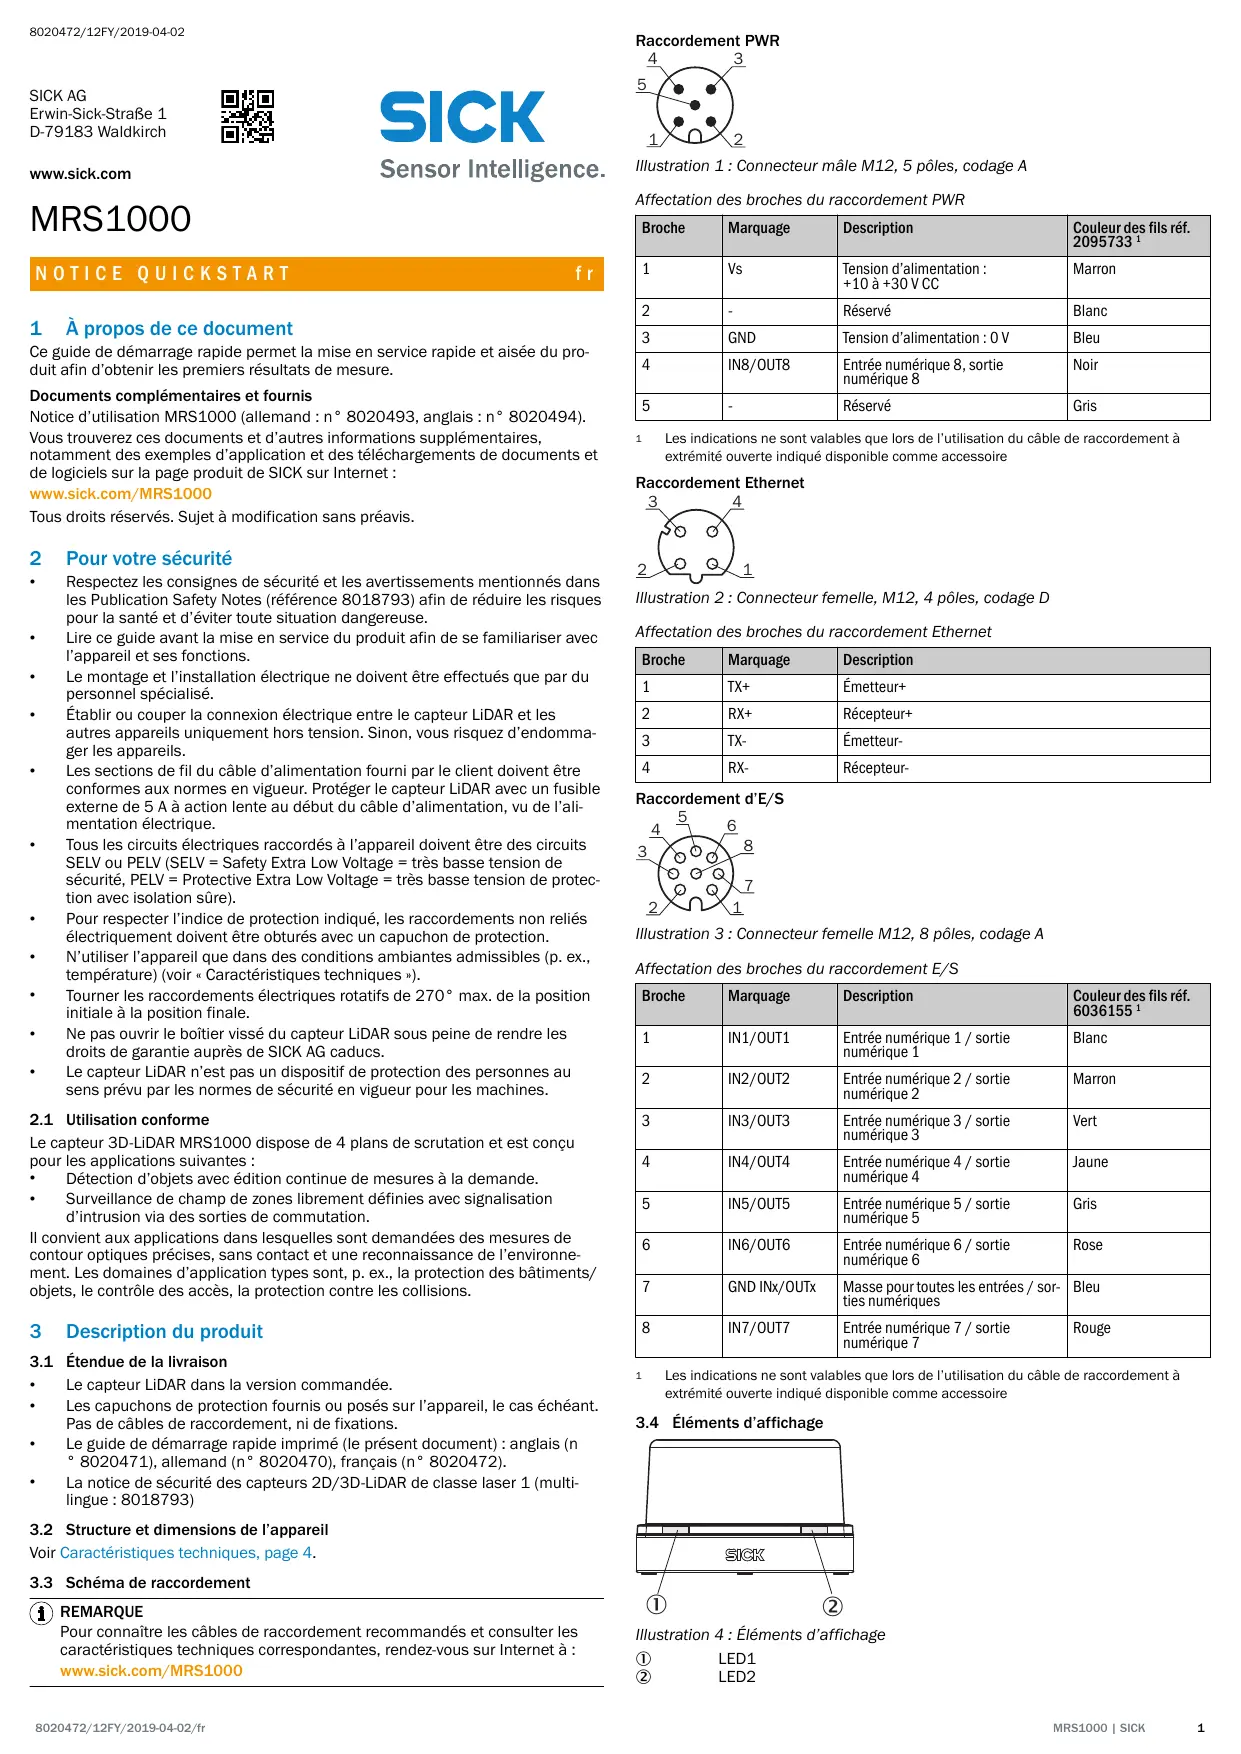 8020472/12FY/2019-04-02
SICK AG
Erwin-Sick-Straße 1
D-79183 Waldkirch
www.sick.com
SICK
Sensor Intelligence.
MRS1000
NOTICE QUICKSTART fr
1 À propos de ce document
Ce guide de démarrage rapide permet la mise en service rapide et aisée du pro-
duit afin d’obtenir les premiers résultats de mesure.
Documents complémentaires et fournis
Notice d’utilisation MRS1000 (allemand : n° 8020493, anglais : n° 8020494).
Vous trouverez ces documents et d’autres informations supplémentaires,
notamment des exemples d’application et des téléchargements de documents et
de logiciels sur la page produit de SICK sur Internet :
www.sick.com/MRS1000
Tous droits réservés. Sujet à modification sans préavis.
2 Pour votre sécurité
• Respectez les consignes de sécurité et les avertissements mentionnés dans
les Publication Safety Notes (référence 8018793) afin de réduire les risques
pour la santé et d’éviter toute situation dangereuse.
• Lire ce guide avant la mise en service du produit afin de se familiariser avec
l’appareil et ses fonctions.
• Le montage et l’installation électrique ne doivent être effectués que par du
personnel spécialisé.
• Établir ou couper la connexion électrique entre le capteur LiDAR et les
autres appareils uniquement hors tension. Sinon, vous risquez d’endomma-
ger les appareils.
• Les sections de fil du câble d’alimentation fourni par le client doivent être
conformes aux normes en vigueur. Protéger le capteur LiDAR avec un fusible
externe de 5 A à action lente au début du câble d’alimentation, vu de l’ali-
mentation électrique.
• Tous les circuits électriques raccordés à l’appareil doivent être des circuits
SELV ou PELV (SELV = Safety Extra Low Voltage = très basse tension de
sécurité, PELV = Protective Extra Low Voltage = très basse tension de protec-
tion avec isolation sûre).
• Pour respecter l’indice de protection indiqué, les raccordements non reliés
électriquement doivent être obturés avec un capuchon de protection.
• N’utiliser l’appareil que dans des conditions ambiantes admissibles (p. ex.,
température) (voir « Caractéristiques techniques »).
• Tourner les raccordements électriques rotatifs de 270° max. de la position
initiale à la position finale.
• Ne pas ouvrir le boîtier vissé du capteur LiDAR sous peine de rendre les
droits de garantie auprès de SICK AG caducs.
• Le capteur LiDAR n’est pas un dispositif de protection des personnes au
sens prévu par les normes de sécurité en vigueur pour les machines.
2.1 Utilisation conforme
Le capteur 3D-LiDAR MRS1000 dispose de 4 plans de scrutation et est conçu
pour les applications suivantes :
• Détection d’objets avec édition continue de mesures à la demande.
• Surveillance de champ de zones librement définies avec signalisation
d’intrusion via des sorties de commutation.
Il convient aux applications dans lesquelles sont demandées des mesures de
contour optiques précises, sans contact et une reconnaissance de l’environne-
ment. Les domaines d’application types sont, p. ex., la protection des bâtiments/
objets, le contrôle des accès, la protection contre les collisions.
3 Description du produit
3.1 Étendue de la livraison
• Le capteur LiDAR dans la version commandée.
• Les capuchons de protection fournis ou posés sur l’appareil, le cas échéant.
Pas de câbles de raccordement, ni de fixations.
• Le guide de démarrage rapide imprimé (le présent document) : anglais (n
° 8020471), allemand (n° 8020470), français (n° 8020472).
• La notice de sécurité des capteurs 2D/3D-LiDAR de classe laser 1 (multi-
lingue : 8018793)
3.2 Structure et dimensions de l’appareil
Voir Caractéristiques techniques, page 4.
3.3 Schéma de raccordement
REMARQUE
Pour connaître les câbles de raccordement recommandés et consulter les
caractéristiques techniques correspondantes, rendez-vous sur Internet à :
www.sick.com/MRS1000
Raccordement PWR
4 3
5
1 2
Illustration 1 : Connecteur mâle M12, 5 pôles, codage A
Affectation des broches du raccordement PWR
Broche Marquage Description Couleur des fils réf.
2095733 1
1 Vs Tension d’alimentation : Marron
+10 à +30 V CC
2 - Réservé Blanc
3 GND Tension d’alimentation : 0 V Bleu
4 IN8/OUT8 Entrée numérique 8, sortie Noir
numérique 8
5 - Réservé Gris
1 Les indications ne sont valables que lors de l’utilisation du câble de raccordement à
extrémité ouverte indiqué disponible comme accessoire
Raccordement Ethernet
3 4
2 1
Illustration 2 : Connecteur femelle, M12, 4 pôles, codage D
Affectation des broches du raccordement Ethernet
Broche Marquage Description
1 TX+ Émetteur+
2 RX+ Récepteur+
3 TX- Émetteur-
4 RX- Récepteur-
Raccordement d’E/S
5
4 6
3 8
7
2 1
Illustration 3 : Connecteur femelle M12, 8 pôles, codage A
Affectation des broches du raccordement E/S
Broche Marquage Description Couleur des fils réf.
6036155 1
1 IN1/OUT1 Entrée numérique 1 / sortie Blanc
numérique 1
2 IN2/OUT2 Entrée numérique 2 / sortie Marron
numérique 2
3 IN3/OUT3 Entrée numérique 3 / sortie Vert
numérique 3
4 IN4/OUT4 Entrée numérique 4 / sortie Jaune
numérique 4
5 IN5/OUT5 Entrée numérique 5 / sortie Gris
numérique 5
6 IN6/OUT6 Entrée numérique 6 / sortie Rose
numérique 6
7 GND INx/OUTx Masse pour toutes les entrées / sor- Bleu
ties numériques
8 IN7/OUT7 Entrée numérique 7 / sortie Rouge
numérique 7
1 Les indications ne sont valables que lors de l’utilisation du câble de raccordement à
extrémité ouverte indiqué disponible comme accessoire
3.4 Éléments d’affichage
SICK
① ②
Illustration 4 : Éléments d’affichage
① LED1
② LED2
8020472/12FY/2019-04-02/fr
MRS1000 | SICK 1